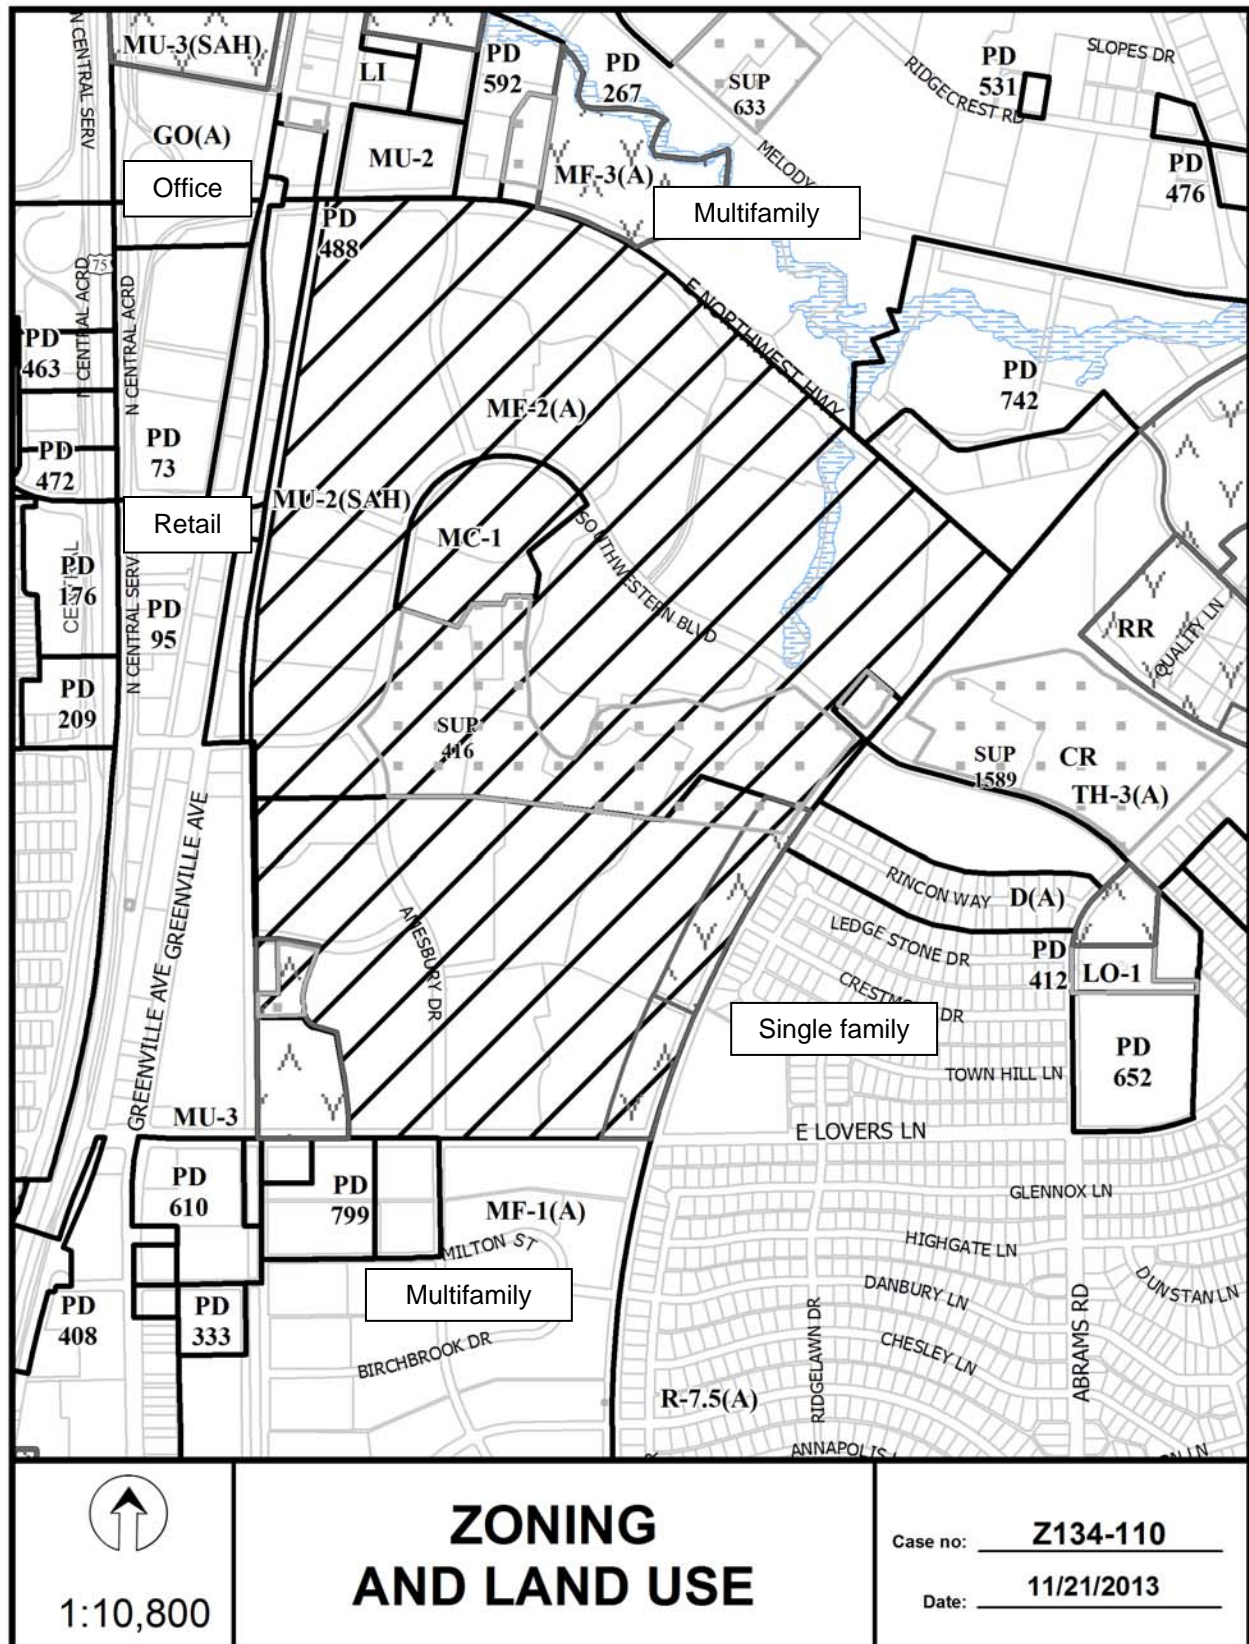 N CENTRAL SERV
MU-3(SAH)
LI
PD
592
PD
267
SUP
633
PD
531
SLOPES DR
RIDGECREST RD
GO(A)
MU-2
MF-3(A)
MELODY
PD
476
Office
Multifamily
PD
488
75
N CENTRAL ACRD
N CENTRAL ACRD
E NORTHWEST HWY
PD
463
PD
742
MF-2(A)
PD
472
PD
73
MU-2(SAH)
Retail
MC-1
SOUTHWESTERN BLVD
PD
176
CENTRAL
N CENTRAL SERV
PD
95
RR
QUALITY LN
PD
209
SUP
416
SUP
1589
CR
TH-3(A)
GREENVILLE AVE
GREENVILLE AVE
RINCON WAY
D(A)
AMESBURY DR
LEDGE STONE DR
PD
412
LO-1
DR
Single family
PD
652
TOWN HILL LN
MU-3
E LOVERS LN
PD
610
PD
799
MF-1(A)
GLENNOX LN
MILTON ST
HIGHGATE LN
Multifamily
DANBURY LN
DUNSTAN LN
PD
408
PD
333
BIRCHBROOK DR
CHESLEY LN
RIDGELAWN DR
ABRAMS RD
R-7.5(A)
ANNAPOLIS
LN
1:10,800
ZONING
AND LAND USE
Case no: Z134-110
Date: 11/21/2013